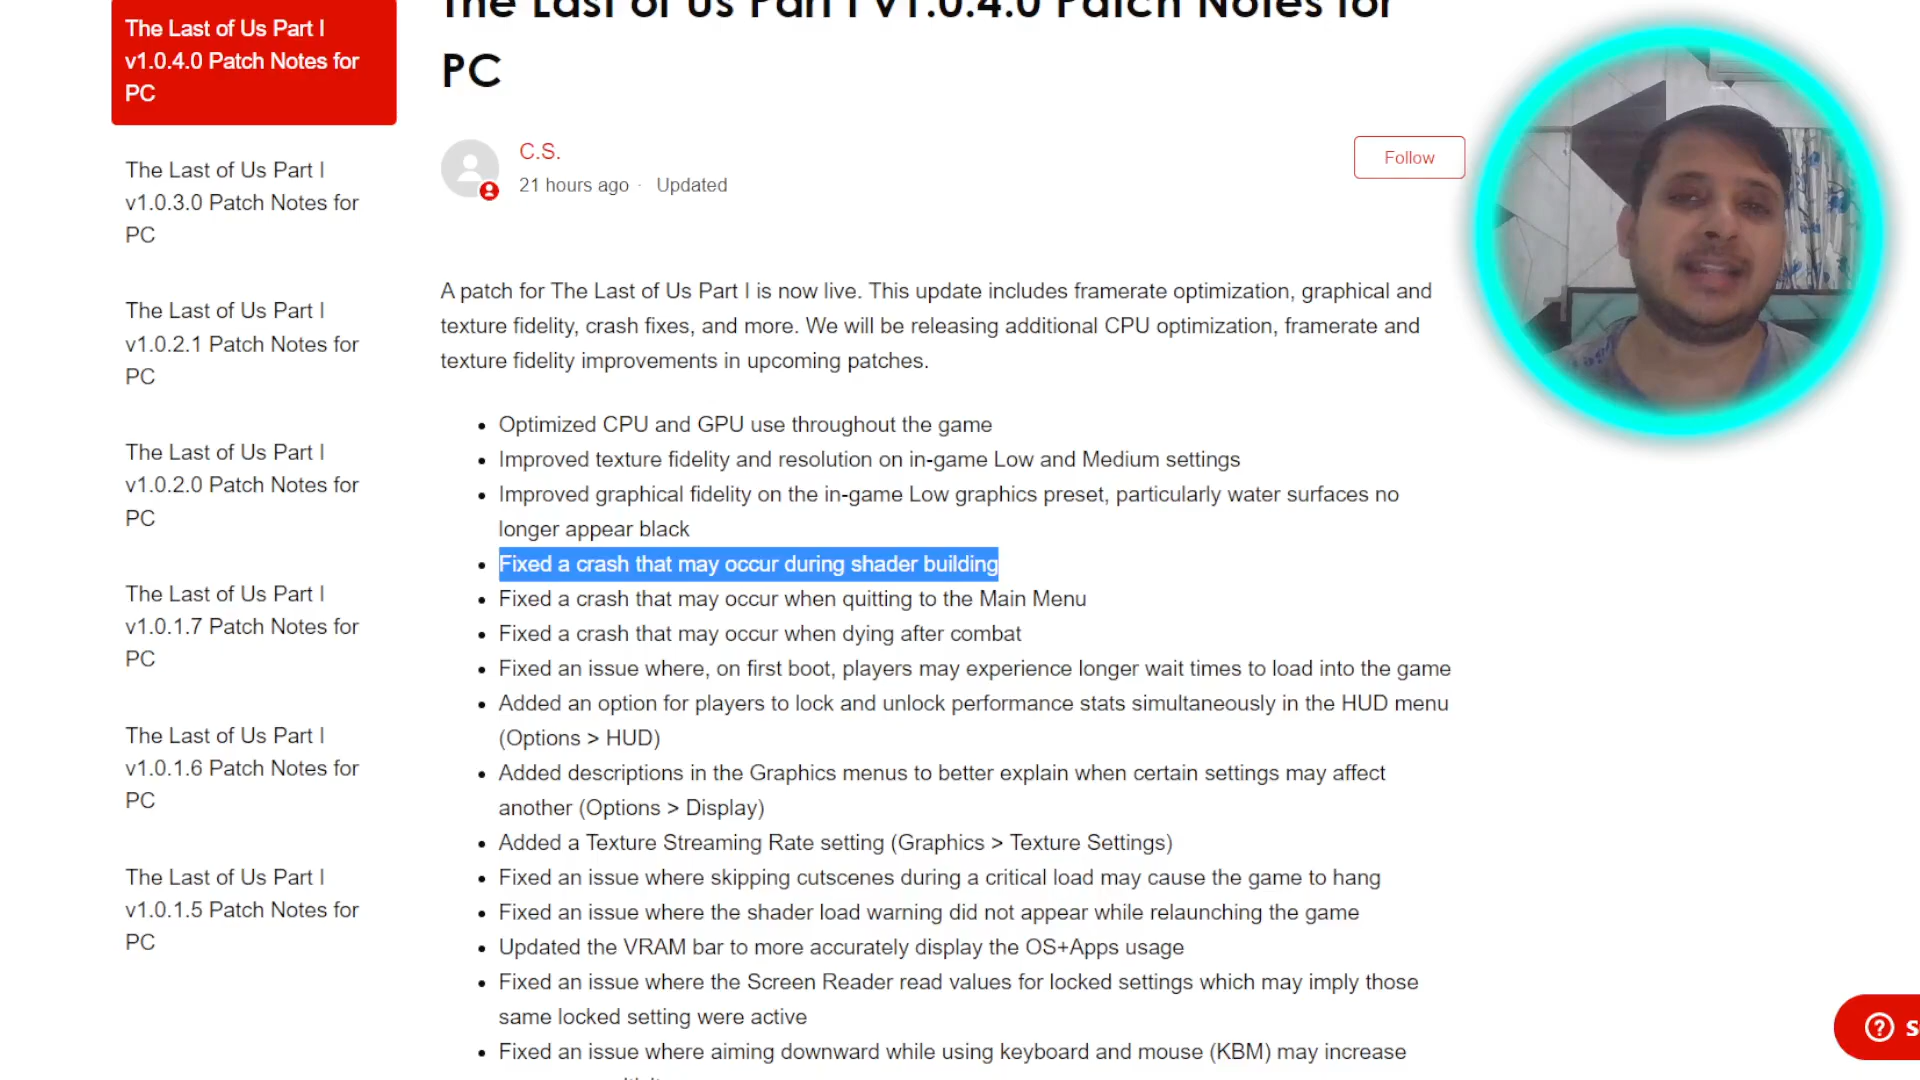 The Last of Us Part I
v1.0.4.0 Patch Notes for
PC
The Last of Us Part I
v1.0.3.0 Patch Notes for
PC
The Last of Us Part I
v1.0.2.1 Patch Notes for
PC
The Last of Us Part I
v1.0.2.0 Patch Notes for
PC
The Last of Us Part I
v1.0.1.7 Patch Notes for
PC
The Last of Us Part I
v1.0.1.6 Patch Notes for
PC
The Last of Us Part I
v1.0.1.5 Patch Notes for
PC
The Last of Us Part I v1.0.4.0 Patch Notes for
PC
C.S.
21 hours ago · Updated
Follow
A patch for The Last of Us Part I is now live. This update includes framerate optimization, graphical and
texture fidelity, crash fixes, and more. We will be releasing additional CPU optimization, framerate and
texture fidelity improvements in upcoming patches.
• Optimized CPU and GPU use throughout the game
• Improved texture fidelity and resolution on in-game Low and Medium settings
• Improved graphical fidelity on the in-game Low graphics preset, particularly water surfaces no
longer appear black
• Fixed a crash that may occur during shader building
• Fixed a crash that may occur when quitting to the Main Menu
• Fixed a crash that may occur when dying after combat
• Fixed an issue where, on first boot, players may experience longer wait times to load into the game
• Added an option for players to lock and unlock performance stats simultaneously in the HUD menu
(Options > HUD)
• Added descriptions in the Graphics menus to better explain when certain settings may affect
another (Options > Display)
• Added a Texture Streaming Rate setting (Graphics > Texture Settings)
• Fixed an issue where skipping cutscenes during a critical load may cause the game to hang
• Fixed an issue where the shader load warning did not appear while relaunching the game
• Updated the VRAM bar to more accurately display the OS+Apps usage
• Fixed an issue where the Screen Reader read values for locked settings which may imply those
same locked setting were active
• Fixed an issue where aiming downward while using keyboard and mouse (KBM) may increase